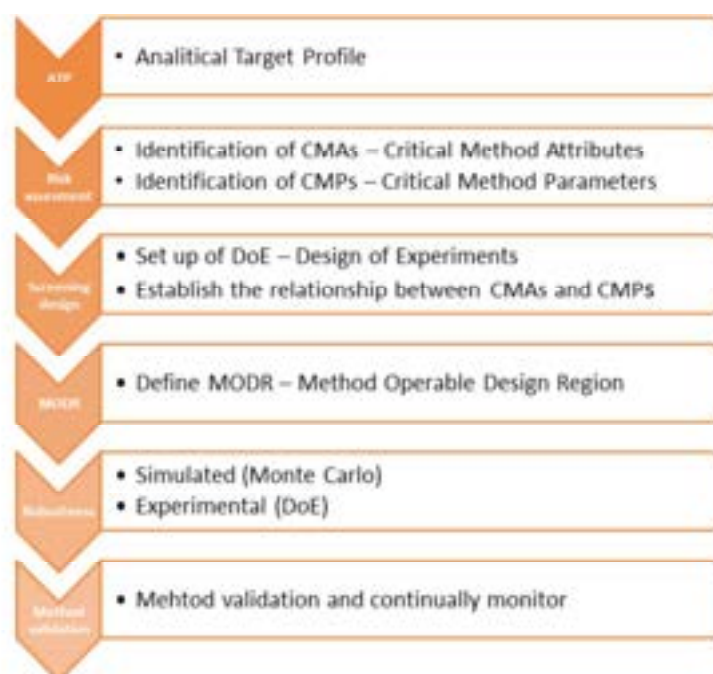 ATP
Analitical Target Profile
Risk
assessment
Identification of CMAs – Critical Method Attributes
Identification of CMPs – Critical Method Parameters
Screening
design
Set up of DoE – Design of Experiments
Establish the relationship between CMAs and CMPs
MODR
Define MODR – Method Operable Design Region
Robustness
Simulated (Monte Carlo)
Experimental (DoE)
Method
validation
Mehtod validation and continually monitor